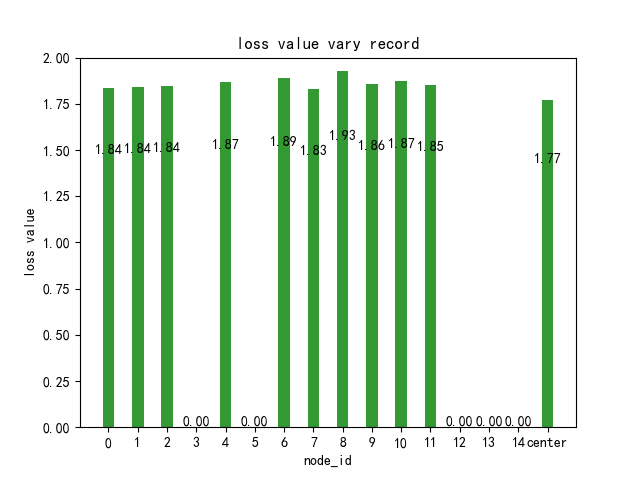 loss value vary record
loss value
2.00
1.75
1.50
1.25
1.00
0.75
0.50
0.25
0.00
1.84 1.84 1.84 0.00 1.87 0.00 1.89 1.83 1.93 1.86 1.87 1.85 0.00 0.00 0.00 1.77
0 1 2 3 4 5 6 7 8 9 10 11 12 13 14 center
node_id